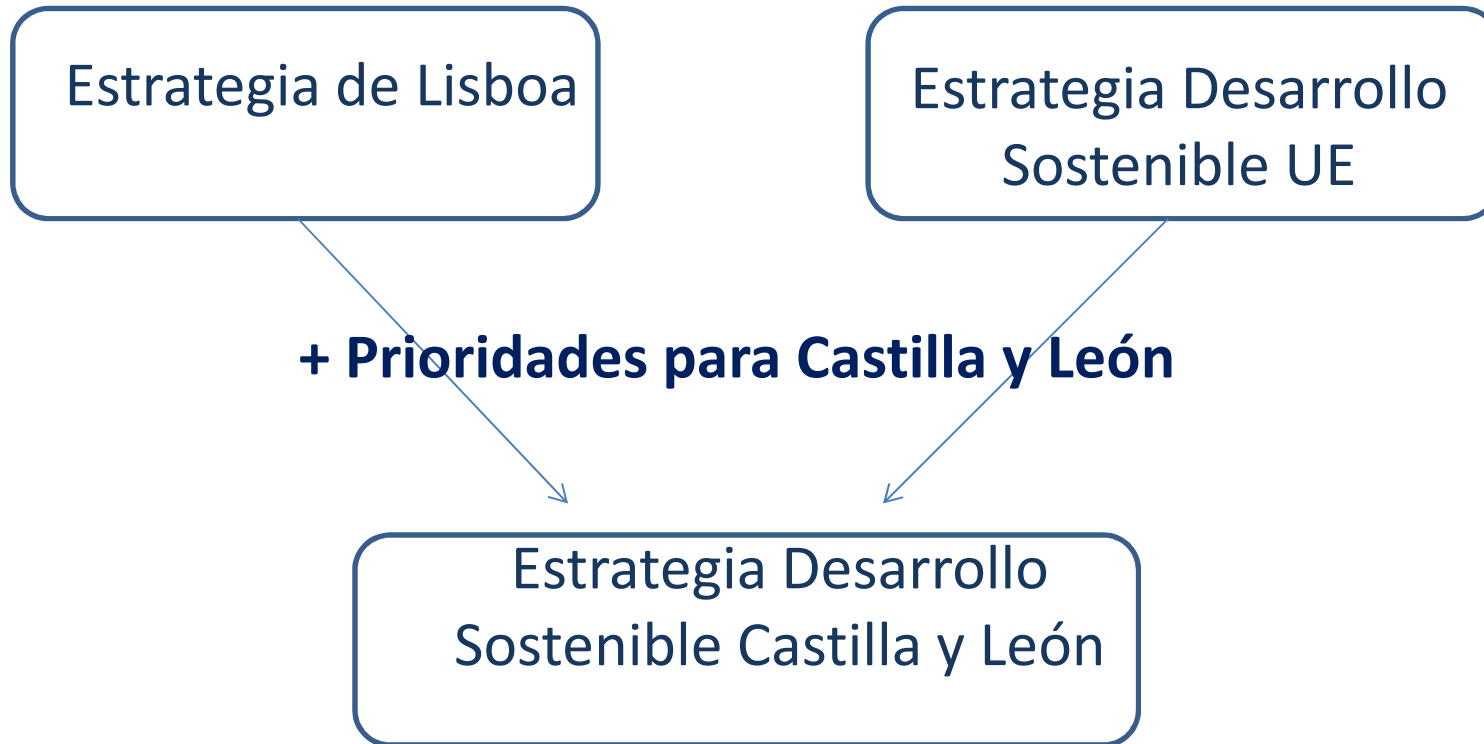 Estrategia de Lisboa
Estrategia Desarrollo
Sostenible UE
+ Prioridades para Castilla y León
Estrategia Desarrollo
Sostenible Castilla y León